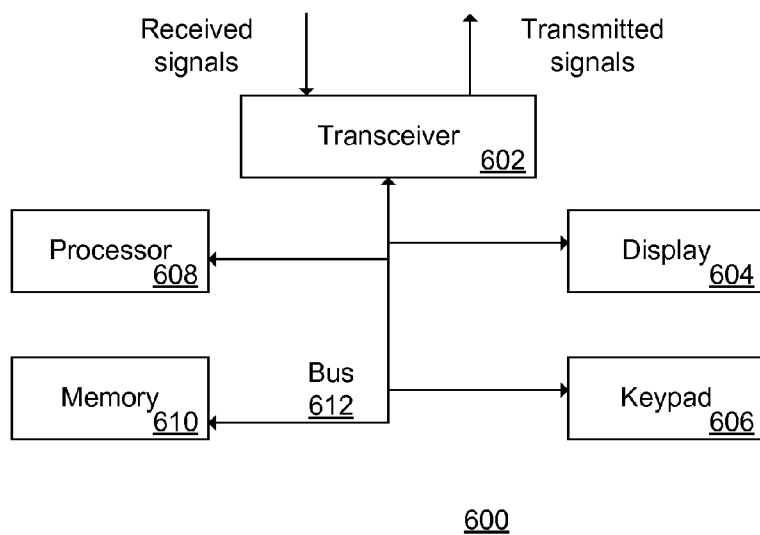 Received
signals
Transmitted
signals
Transceiver
602
Processor
608
Display
604
Memory
610
Bus
612
Keypad
606
600